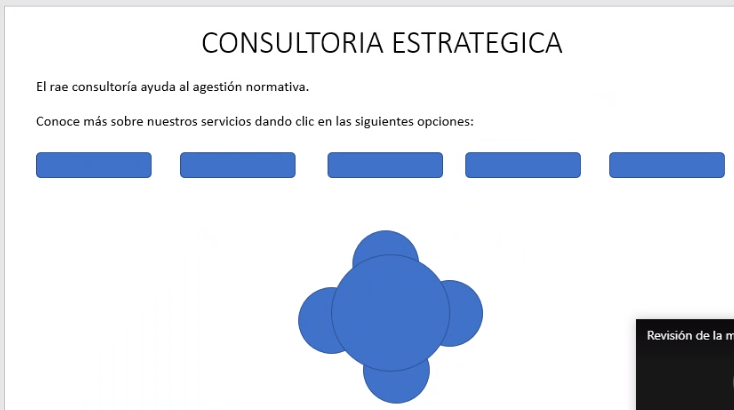 CONSULTORIA ESTRATEGICA
El rae consultoría ayuda al agestión normativa.
Conoce más sobre nuestros servicios dando clic en las siguientes opciones:
Revisión de la